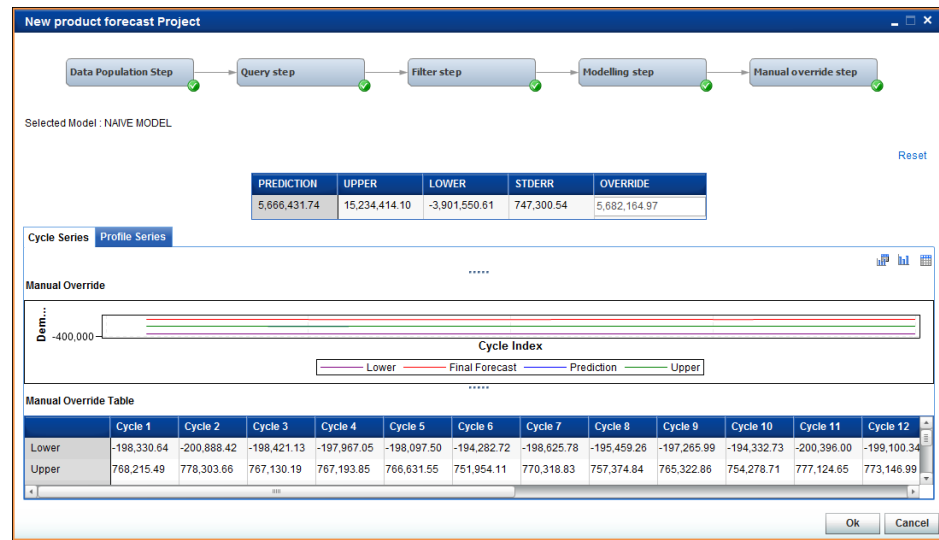 New product forecast Project
Data Population Step Query step Filter step Modelling step Manual override step
Selected Model : NAIVE MODEL
Reset
PREDICTION UPPER LOWER STDERR OVERRIDE
5,666,431.74 15,234,414.10 -3,901,550.61 747,300.54 5,682,164.97
Cycle Series Profile Series
Manual Override
Dem...
-400,000
Cycle Index
Lower Final Forecast Prediction Upper
Manual Override Table
Cycle 1 Cycle 2 Cycle 3 Cycle 4 Cycle 5 Cycle 6 Cycle 7 Cycle 8 Cycle 9 Cycle 10 Cycle 11 Cycle 12
Lower -198,330.64 -200,888.42 -198,421.13 -197,967.05 -198,097.50 -194,282.72 -198,625.78 -195,459.26 -197,265.99 -194,332.73 -200,396.00 -199,100.34
Upper 768,215.49 778,303.66 767,130.19 767,193.85 766,631.55 751,954.11 770,318.83 757,374.84 765,322.86 754,278.71 777,124.65 773,146.99
Ok Cancel